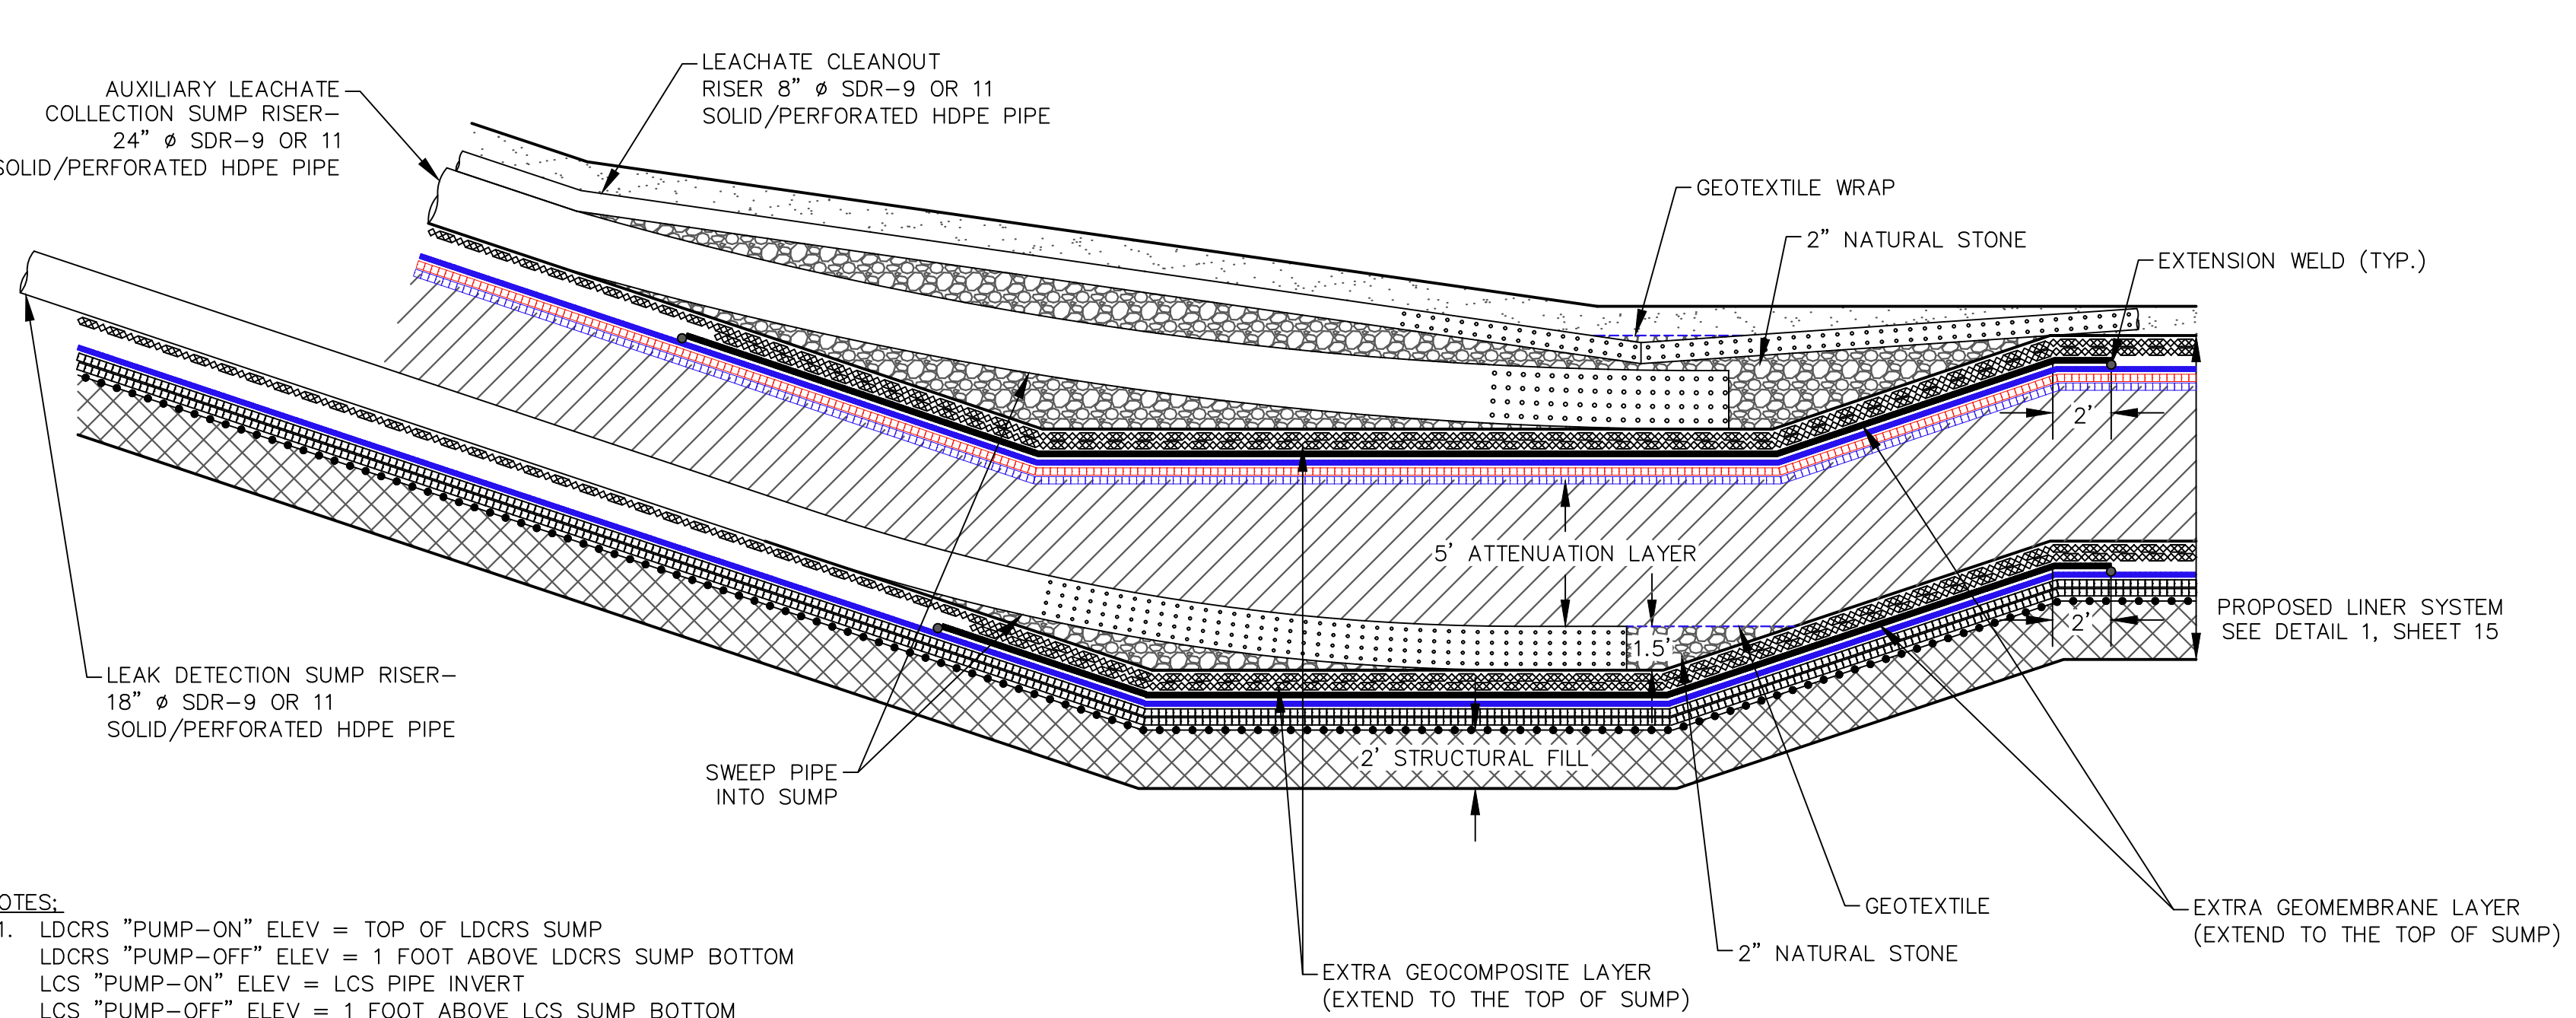 LEACHATE CLEANOUT
RISER 8" ø SDR-9 OR 11
SOLID/PERFORATED HDPE PIPE
AUXILIARY LEACHATE
COLLECTION SUMP RISER-
24" ø SDR-9 OR 11
SOLID/PERFORATED HDPE PIPE
GEOTEXTILE WRAP
2" NATURAL STONE
EXTENSION WELD (TYP.)
2'
5' ATTENUATION LAYER
1.5'
2'
PROPOSED LINER SYSTEM
SEE DETAIL 1, SHEET 15
LEAK DETECTION SUMP RISER-
18" ø SDR-9 OR 11
SOLID/PERFORATED HDPE PIPE
SWEEP PIPE
INTO SUMP
2' STRUCTURAL FILL
GEOTEXTILE
2" NATURAL STONE
EXTRA GEOMEMBRANE LAYER
(EXTEND TO THE TOP OF SUMP)
EXTRA GEOCOMPOSITE LAYER
(EXTEND TO THE TOP OF SUMP)
OTES;
1. LDCRS "PUMP-ON" ELEV = TOP OF LDCRS SUMP
LDCRS "PUMP-OFF" ELEV = 1 FOOT ABOVE LDCRS SUMP BOTTOM
LCS "PUMP-ON" ELEV = LCS PIPE INVERT
LCS "PUMP-OFF" ELEV = 1 FOOT ABOVE LCS SUMP BOTTOM